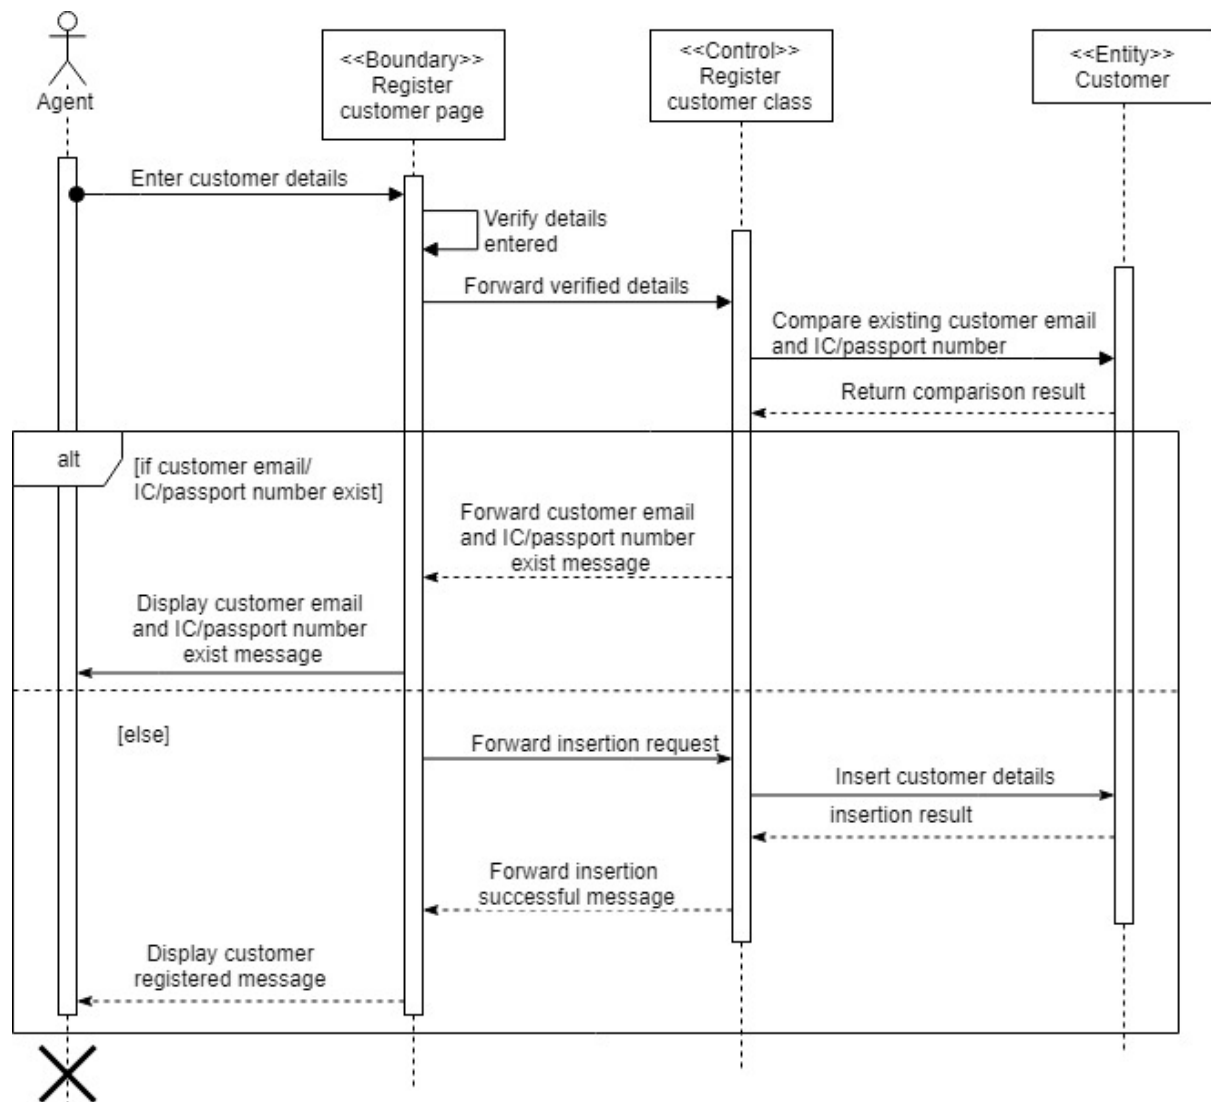 Agent
<<Boundary>>
Register
customer page
<<Control>>
Register
customer class
<<Entity>>
Customer
Enter customer details
Verify details
entered
Forward verified details
Compare existing customer email
and IC/passport number
Return comparison result
alt
[if customer email/
IC/passport number exist]
Forward customer email
and IC/passport number
exist message
Display customer email
and IC/passport number
exist message
[else]
Forward insertion request
Insert customer details
insertion result
Forward insertion
successful message
Display customer
registered message